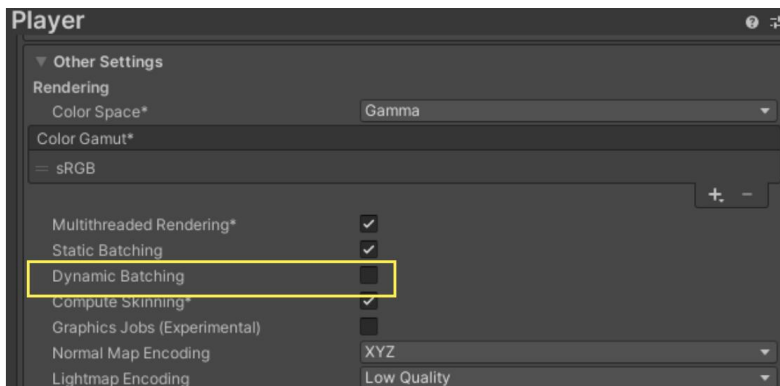 Player
Other Settings
Rendering
Color Space* Gamma
Color Gamut*
sRGB
Multithreaded Rendering*
Static Batching
Dynamic Batching
Compute Skinning*
Graphics Jobs (Experimental)
Normal Map Encoding XYZ
Lightmap Encoding Low Quality